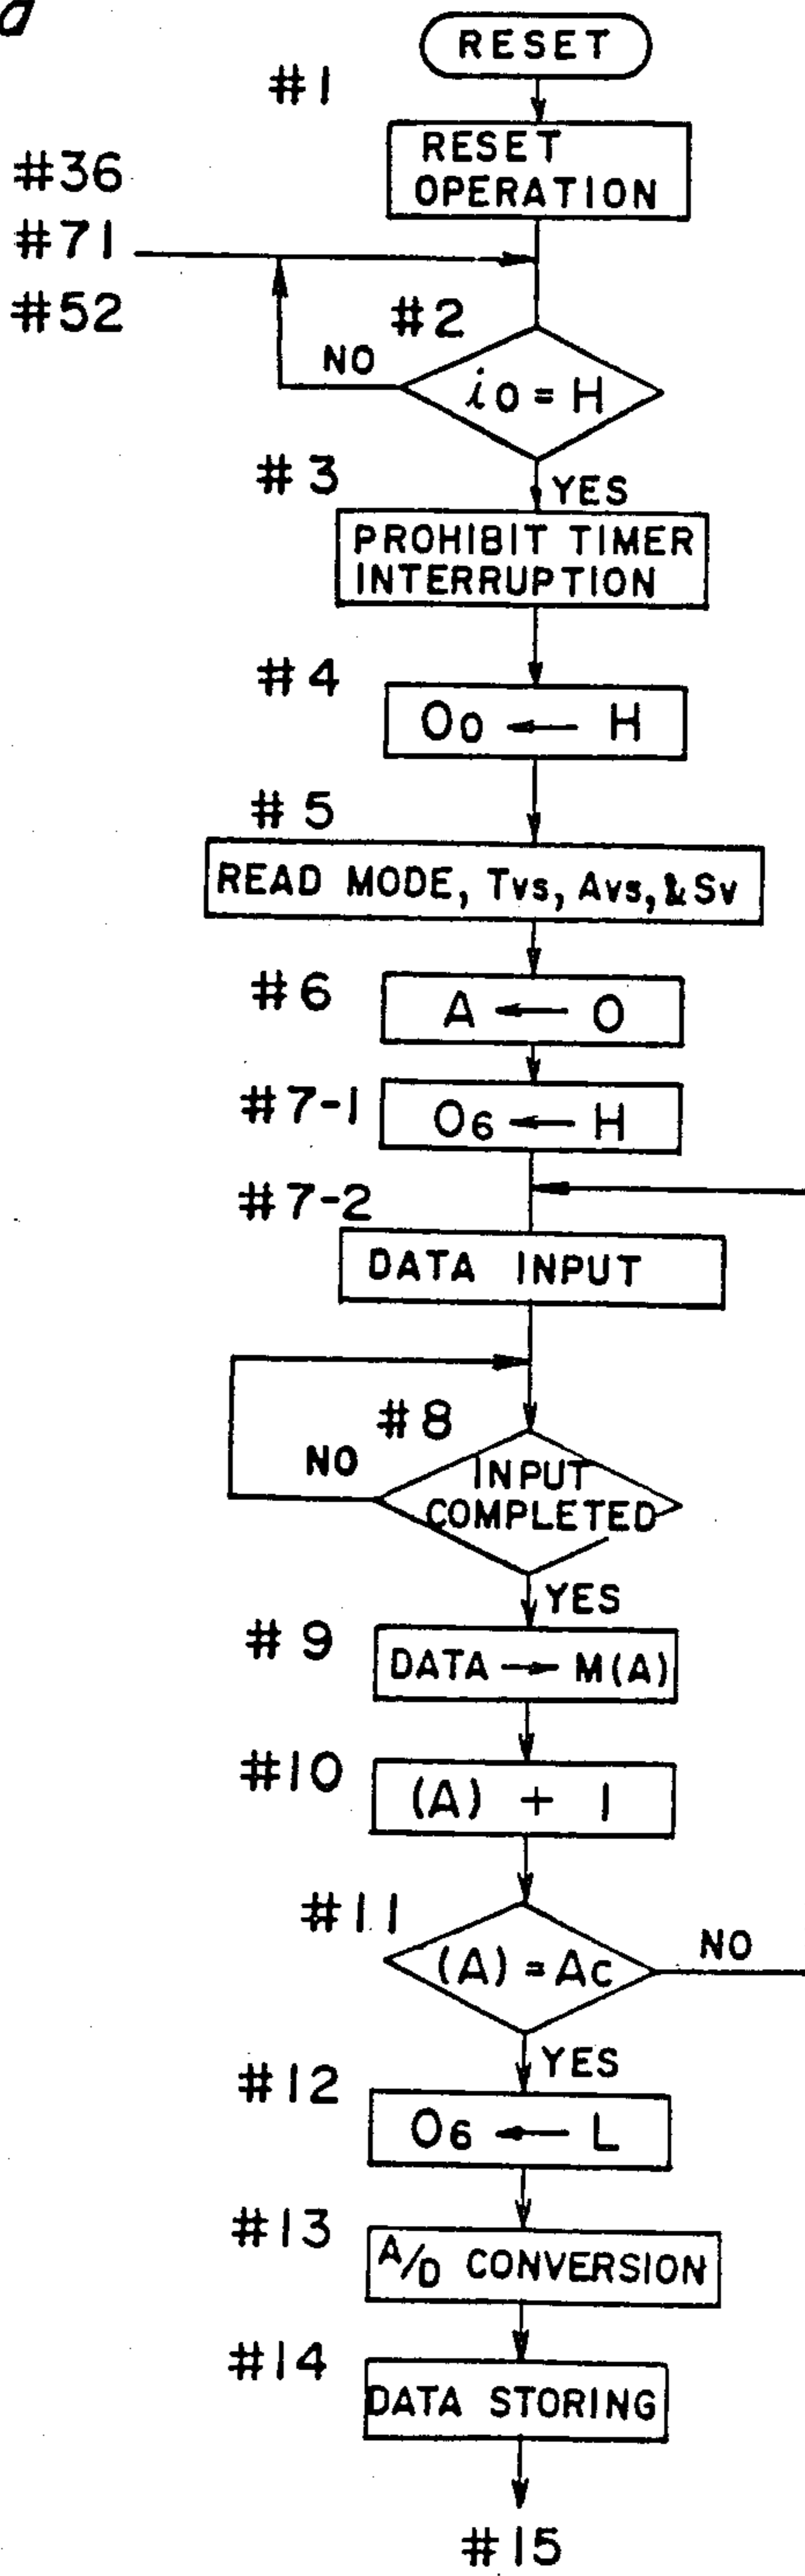 a
RESET
#1
RESET
OPERATION
#36
#71
#52
#2
NO
i0 = H
#3
YES
PROHIBIT TIMER
INTERRUPTION
#4
O0 ← H
#5
READ MODE, Tvs, Avs, & Sv
#6
A ← O
#7-1
O6 ← H
#7-2
DATA INPUT
#8
NO
INPUT
COMPLETED
YES
#9
DATA → M(A)
#10
(A) + 1
#11
(A) = Ac
NO
YES
#12
O6 ← L
#13
A/D CONVERSION
#14
DATA STORING
#15